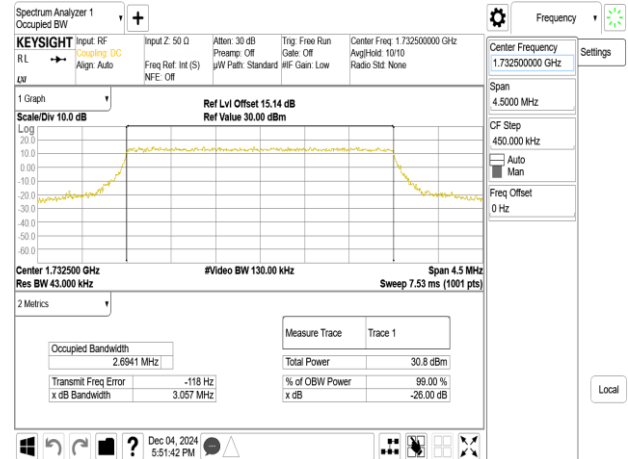 Spectrum Analyzer 1
Occupied BW
Frequency
KEYSIGHT
RL
LXI
Input: RF
Coupling: DC
Align: Auto
Input Z: 50 Ω
Freq Ref: Int (S)
NFE: Off
Atten: 30 dB
Preamp: Off
µW Path: Standard
Trig: Free Run
Gate: Off
#IF Gain: Low
Center Freq: 1.732500000 GHz
Avg|Hold: 10/10
Radio Std: None
Center Frequency
1.732500000 GHz
Settings
Span
4.5000 MHz
CF Step
450.000 kHz
Auto
Man
Freq Offset
0 Hz
Local
1 Graph
Scale/Div 10.0 dB
Ref Lvl Offset 15.14 dB
Ref Value 30.00 dBm
Log
20.0
10.0
0.00
-10.0
-20.0
-30.0
-40.0
-50.0
-60.0
Center 1.732500 GHz
#Video BW 130.00 kHz
Span 4.5 MHz
Res BW 43.000 kHz
Sweep 7.53 ms (1001 pts)
2 Metrics
Measure Trace Trace 1
Occupied Bandwidth
2.6941 MHz
Total Power 30.8 dBm
Transmit Freq Error -118 Hz
% of OBW Power 99.00 %
x dB Bandwidth 3.057 MHz
x dB -26.00 dB
?
Dec 04, 2024
5:51:42 PM